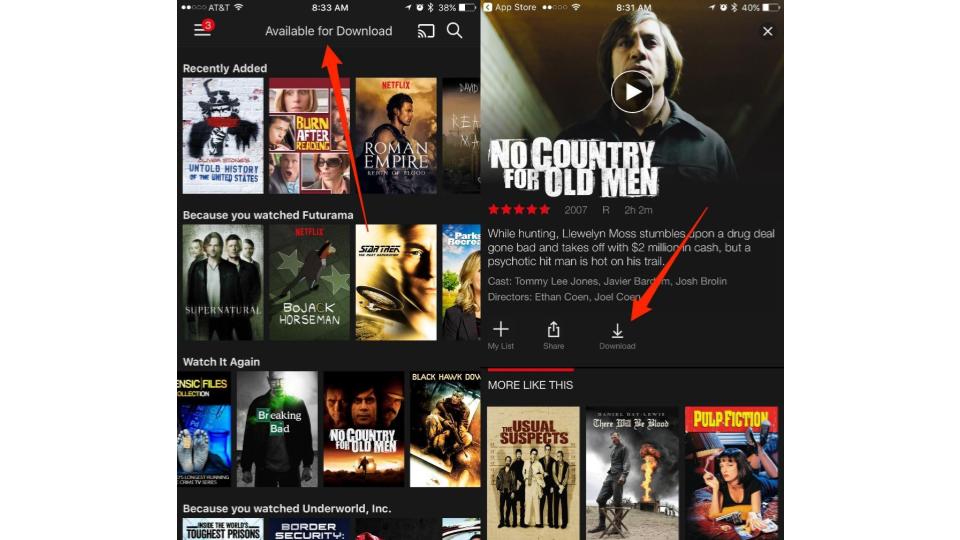 AT&T 8:33 AM 38%
3
Available for Download
Recently Added
OLIVER STONE'S
UNTOLD HISTORY
OF THE UNITED STATES
BURN
AFTER
READING
NETFLIX
ROMAN
EMPIRE
REIGN OF BLOOD
DAVID
REA
MA
Because you watched Futurama
SUPERNATURAL
NETFLIX
BOJACK
HORSEMAN
STAR TREK
THE NEXT GENERATION
Parks
Recrea
Watch It Again
ENSIC FILES
OLLECTION
Breaking
Bad
NO COUNTRY
FOR OLD MEN
BLACK HAWK DOW
Because you watched Underworld, Inc.
INSIDE THE WORLD'S
TOUGHEST PRISONS
BORDER
SECURITY:
App Store 8:31 AM 40%
NO COUNTRY
FOR OLD MEN
2007 R 2h 2m
While hunting, Llewelyn Moss stumbles upon a drug deal
gone bad and takes off with $2 million in cash, but a
psychotic hit man is hot on his trail.
Cast: Tommy Lee Jones, Javier Bardem, Josh Brolin
Directors: Ethan Coen, Joel Coen
My List Share Download
MORE LIKE THIS
THE USUAL
SUSPECTS
DANIEL DAY-LEWIS
There Will Be Blood
PULP FICTION